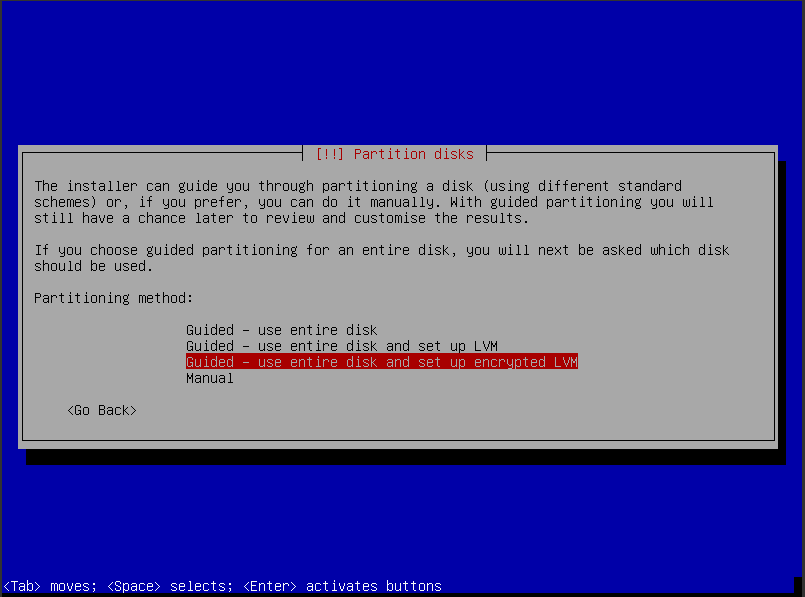 [!!] Partition disks
The installer can guide you through partitioning a disk (using different standard
schemes) or, if you prefer, you can do it manually. With guided partitioning you will
still have a chance later to review and customise the results.
If you choose guided partitioning for an entire disk, you will next be asked which disk
should be used.
Partitioning method:
Guided - use entire disk
Guided - use entire disk and set up LVM
Guided - use entire disk and set up encrypted LVM
Manual
<Go Back>
<Tab> moves; <Space> selects; <Enter> activates buttons